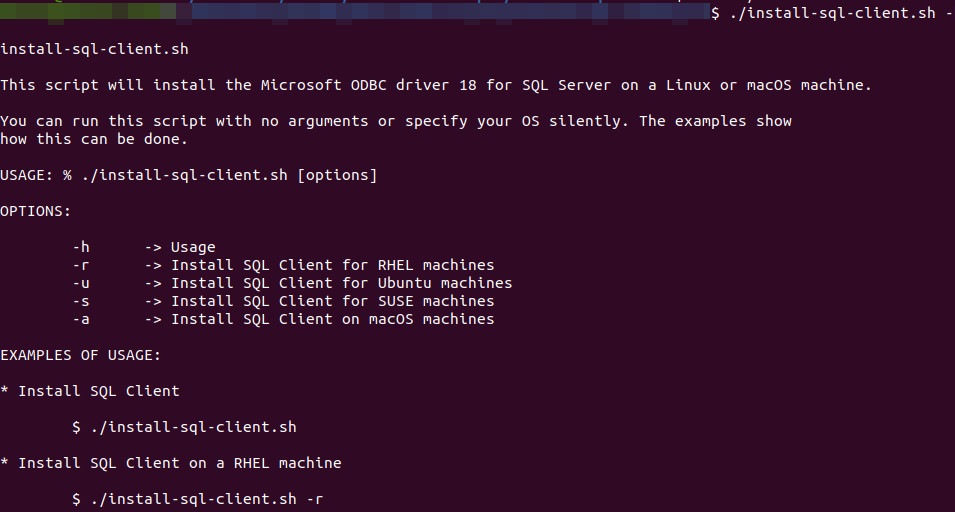 $ ./install-sql-client.sh -
install-sql-client.sh
This script will install the Microsoft ODBC driver 18 for SQL Server on a Linux or macOS machine.
You can run this script with no arguments or specify your OS silently. The examples show
how this can be done.
USAGE: % ./install-sql-client.sh [options]
OPTIONS:
-h -> Usage
-r -> Install SQL Client for RHEL machines
-u -> Install SQL Client for Ubuntu machines
-s -> Install SQL Client for SUSE machines
-a -> Install SQL Client on macOS machines
EXAMPLES OF USAGE:
* Install SQL Client
$ ./install-sql-client.sh
* Install SQL Client on a RHEL machine
$ ./install-sql-client.sh -r